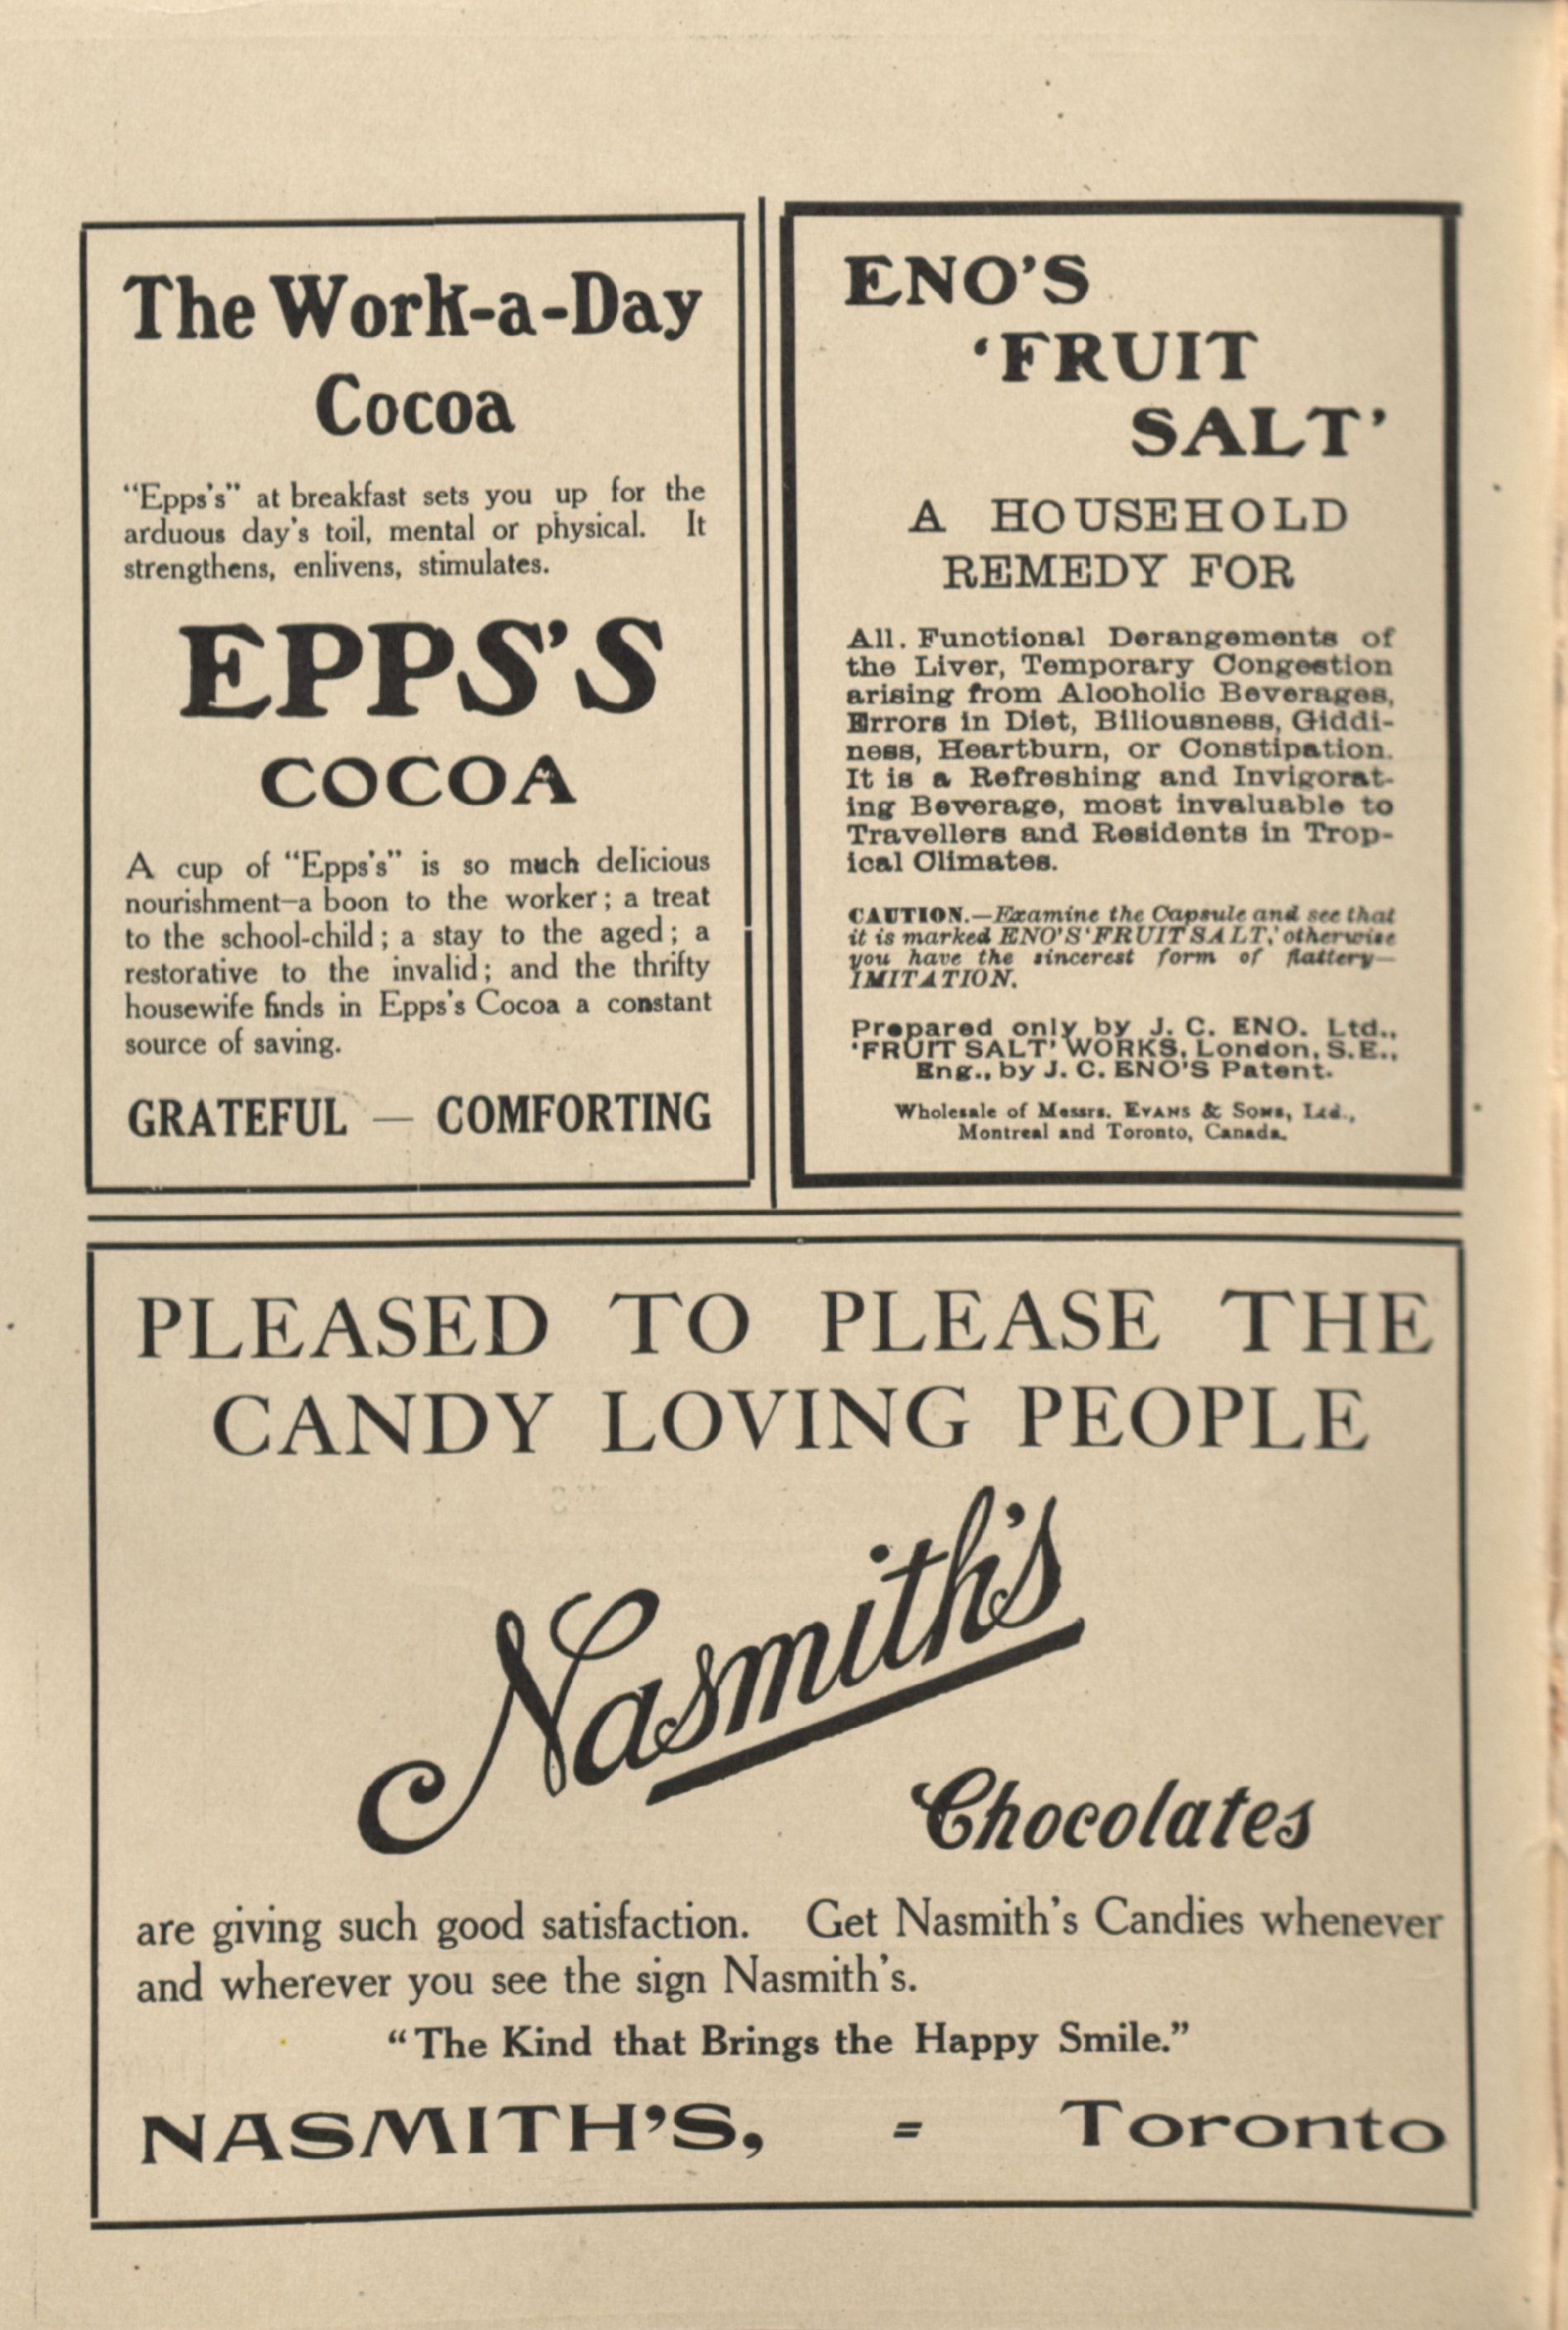 The Work-a-Day
Cocoa
“Epps's” at breakfast sets you up for the
arduous day's toil, mental or physical. It
strengthens, enlivens, stimulates.
EPPS'S
COCOA
A cup of “Epps's” is so much delicious
nourishment—a boon to the worker; a treat
to the school-child; a stay to the aged; a
restorative to the invalid; and the thrifty
housewife finds in Epps's Cocoa a constant
source of saving.
GRATEFUL — COMFORTING
ENO'S
‘FRUIT
SALT’
A HOUSEHOLD
REMEDY FOR
All. Functional Derangements of
the Liver, Temporary Congestion
arising from Alcoholic Beverages,
Errors in Diet, Biliousness, Giddi-
ness, Heartburn, or Constipation.
It is a Refreshing and Invigorat-
ing Beverage, most invaluable to
Travellers and Residents in Trop-
ical Climates.
CAUTION.—Examine the Capsule and see that
it is marked ENO'S ‘FRUIT SALT,’ otherwise
you have the sincerest form of flattery—
IMITATION.
Prepared only by J. C. ENO. Ltd.,
‘FRUIT SALT’ WORKS, London, S.E.,
Eng., by J. C. ENO'S Patent.
Wholesale of Messrs. EVANS & SONS, Ltd.,
Montreal and Toronto, Canada.
PLEASED TO PLEASE THE
CANDY LOVING PEOPLE
Nasmith's
Chocolates
are giving such good satisfaction. Get Nasmith's Candies whenever
and wherever you see the sign Nasmith's.
“The Kind that Brings the Happy Smile.”
NASMITH'S, = Toronto